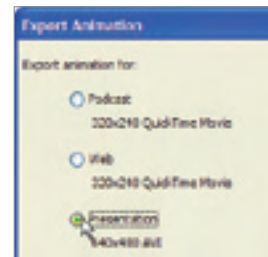 Export Animation
Export animation for:
Podcast
320x240 QuickTime Movie
Web
320x240 QuickTime Movie
Presentation
640x480 AVI